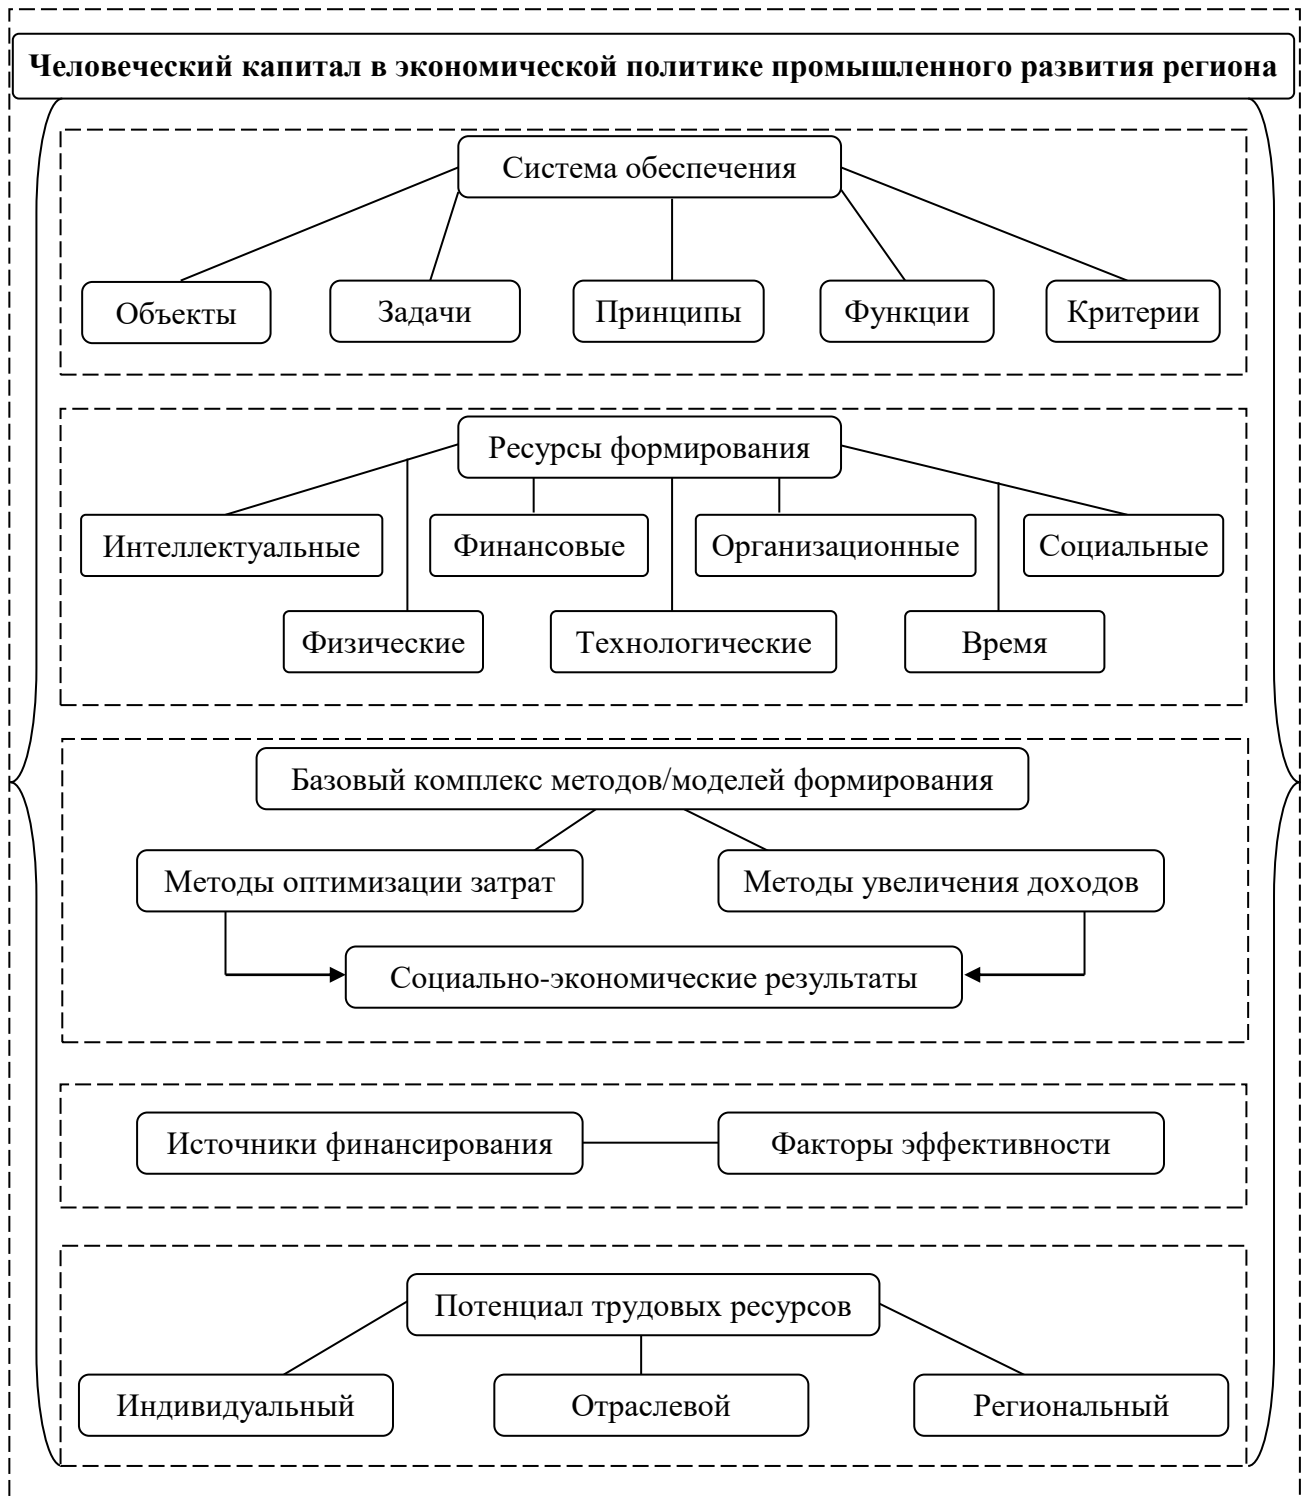 Человеческий капитал в экономической политике промышленного развития региона
Система обеспечения
Объекты
Задачи
Принципы
Функции
Критерии
Ресурсы формирования
Интеллектуальные
Финансовые
Организационные
Социальные
Физические
Технологические
Время
Базовый комплекс методов/моделей формирования
Методы оптимизации затрат
Методы увеличения доходов
Социально-экономические результаты
Источники финансирования
Факторы эффективности
Потенциал трудовых ресурсов
Индивидуальный
Отраслевой
Региональный